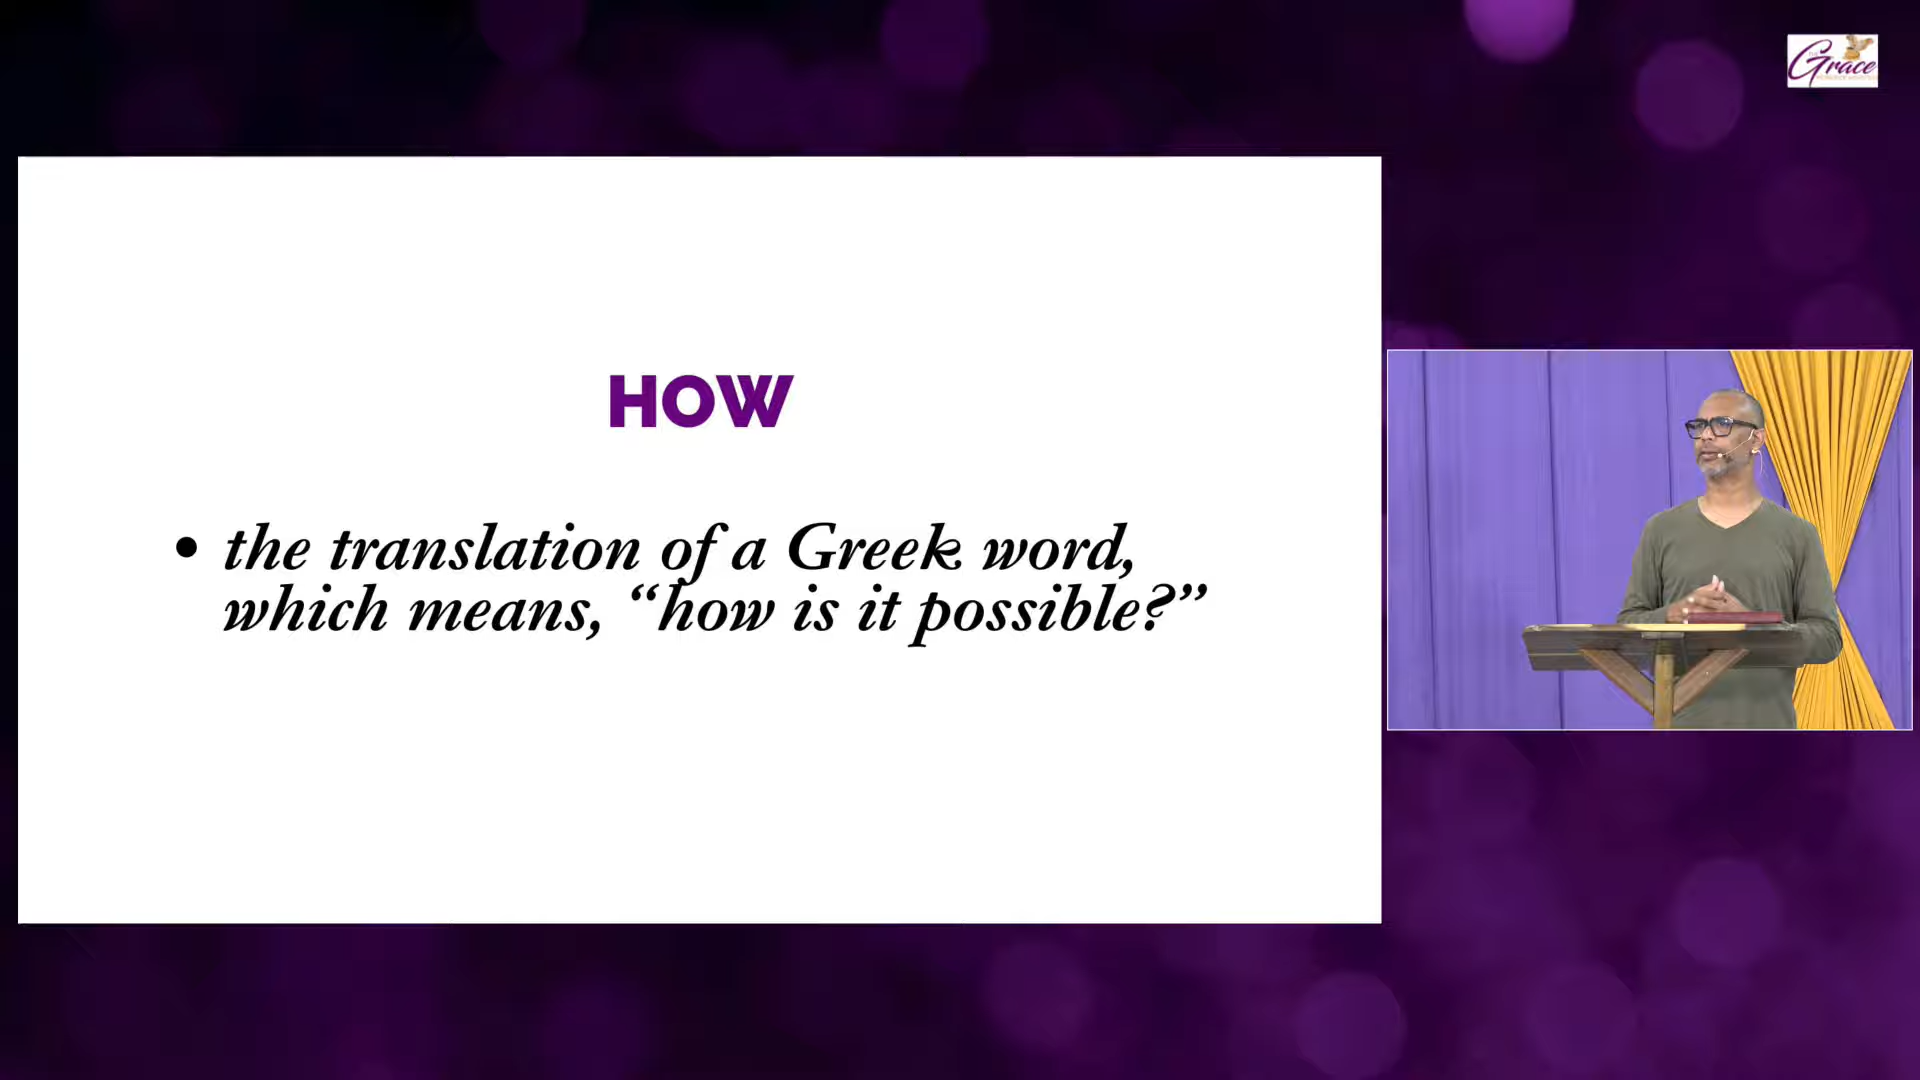 Grace
HOW
• the translation of a Greek word,
which means, “how is it possible?”